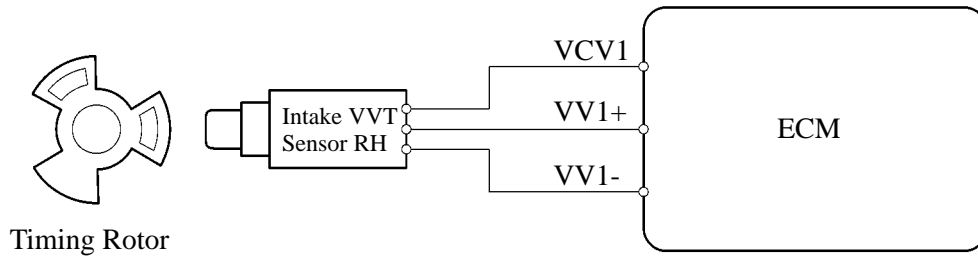 VCV1
Intake VVT
Sensor RH
VV1+
ECM
VV1-
Timing Rotor